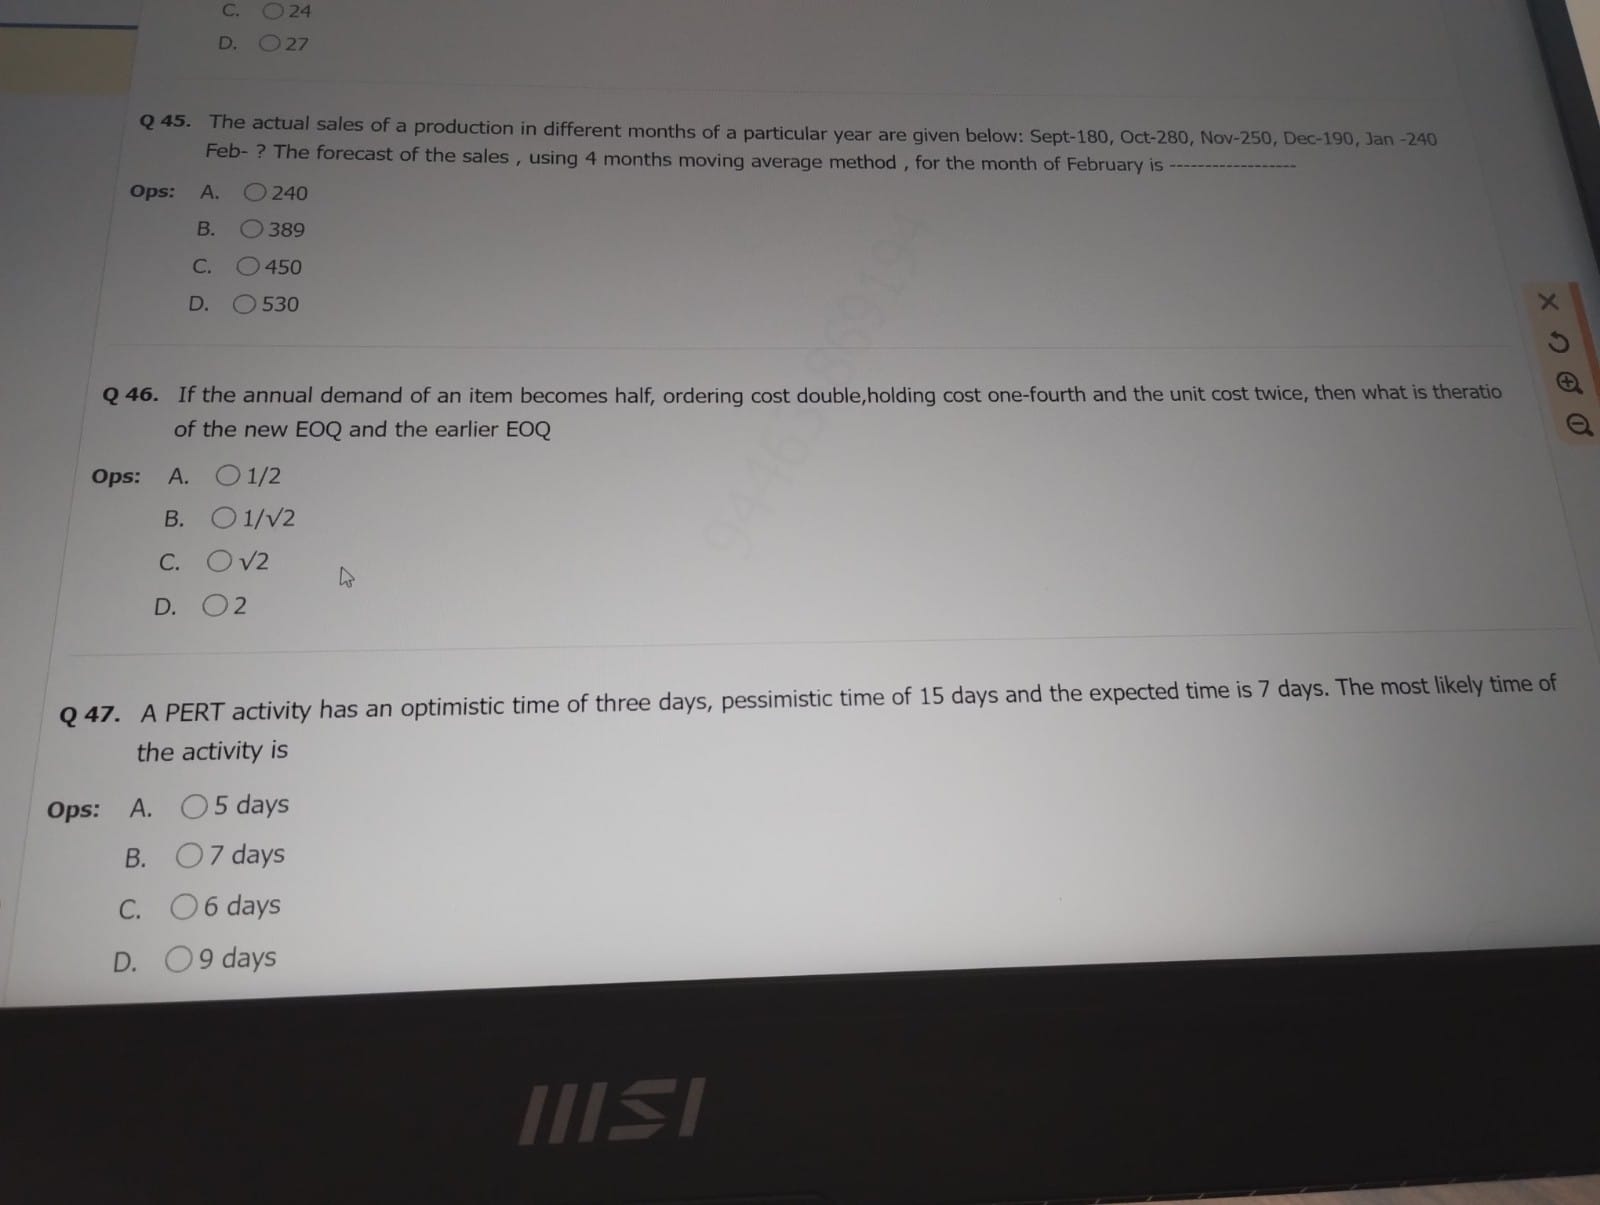 C. 24
D. 27
Q 45. The actual sales of a production in different months of a particular year are given below: Sept-180, Oct-280, Nov-250, Dec-190, Jan -240
Feb- ? The forecast of the sales , using 4 months moving average method , for the month of February is ------------------
Ops: A. 240
B. 389
C. 450
D. 530
Q 46. If the annual demand of an item becomes half, ordering cost double,holding cost one-fourth and the unit cost twice, then what is theratio
of the new EOQ and the earlier EOQ
Ops: A. 1/2
B. 1/√2
C. √2
D. 2
Q 47. A PERT activity has an optimistic time of three days, pessimistic time of 15 days and the expected time is 7 days. The most likely time of
the activity is
Ops: A. 5 days
B. 7 days
C. 6 days
D. 9 days
msi